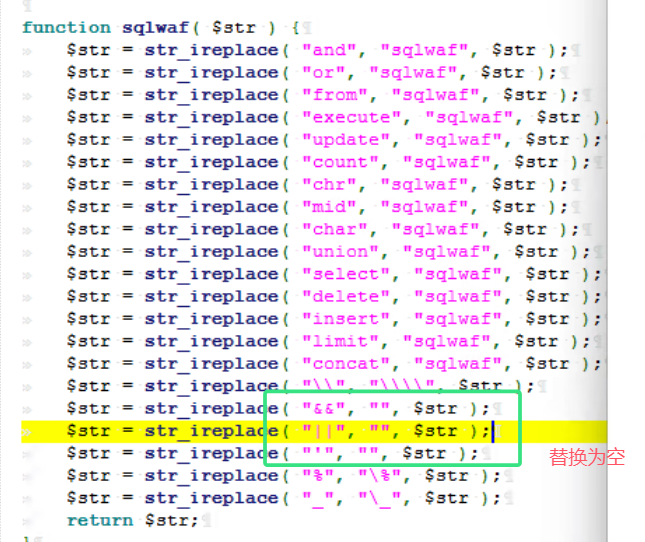 function sqlwaf( $str ) {
$str = str_ireplace( "and", "sqlwaf", $str );
$str = str_ireplace( "or", "sqlwaf", $str );
$str = str_ireplace( "from", "sqlwaf", $str );
$str = str_ireplace( "execute", "sqlwaf", $str )
$str = str_ireplace( "update", "sqlwaf", $str );
$str = str_ireplace( "count", "sqlwaf", $str );
$str = str_ireplace( "chr", "sqlwaf", $str );
$str = str_ireplace( "mid", "sqlwaf", $str );
$str = str_ireplace( "char", "sqlwaf", $str );
$str = str_ireplace( "union", "sqlwaf", $str );
$str = str_ireplace( "select", "sqlwaf", $str );
$str = str_ireplace( "delete", "sqlwaf", $str );
$str = str_ireplace( "insert", "sqlwaf", $str );
$str = str_ireplace( "limit", "sqlwaf", $str );
$str = str_ireplace( "concat", "sqlwaf", $str );
$str = str_ireplace( "\\", "\\\\", $str );
$str = str_ireplace( "&&", "", $str );
$str = str_ireplace( "||", "", $str );
$str = str_ireplace( "'", "", $str );
替换为空
$str = str_ireplace( "%", "\%", $str );
$str = str_ireplace( "_", "\_", $str );
return $str;
}